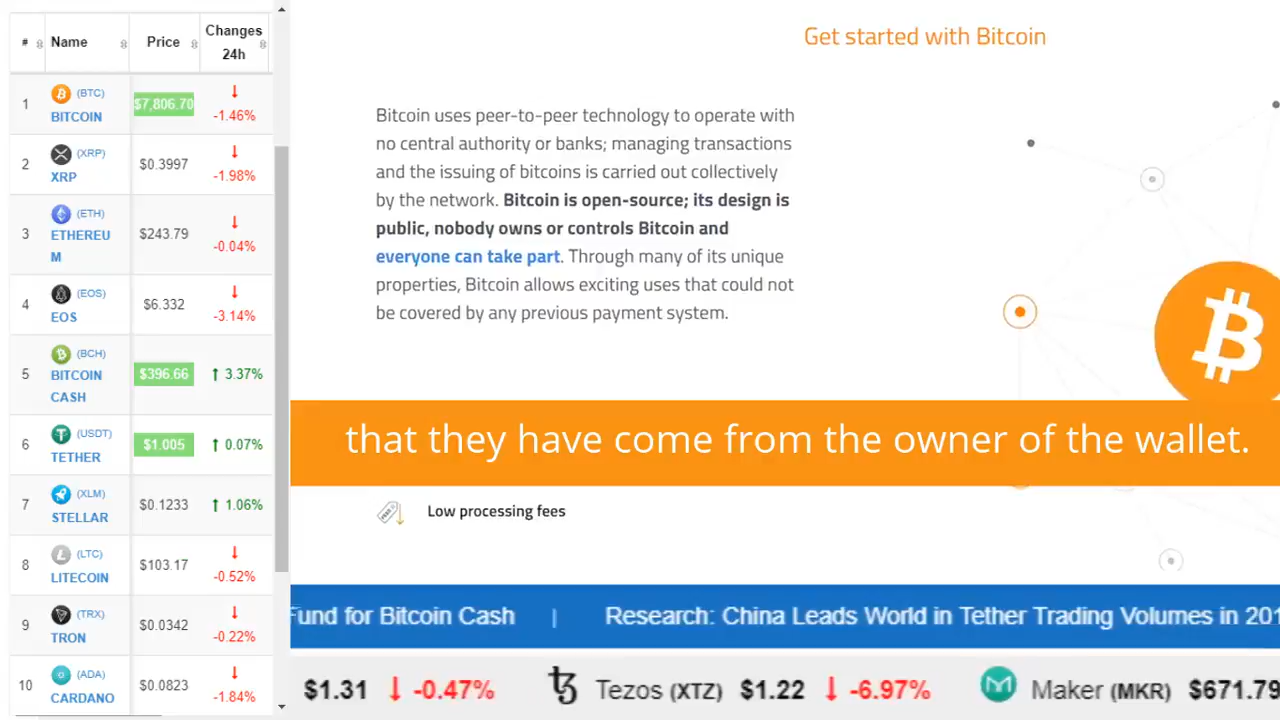 # Name Price Changes 24h
1 (BTC) BITCOIN $7,806.70 ↓ -1.46%
2 (XRP) XRP $0.3997 ↓ -1.98%
3 (ETH) ETHEREUM $243.79 ↓ -0.04%
4 (EOS) EOS $6.332 ↓ -3.14%
5 (BCH) BITCOIN CASH $396.66 ↑ 3.37%
6 (USDT) TETHER $1.005 ↑ 0.07%
7 (XLM) STELLAR $0.1233 ↑ 1.06%
8 (LTC) LITECOIN $103.17 ↓ -0.52%
9 (TRX) TRON $0.0342 ↓ -0.22%
10 (ADA) CARDANO $0.0823 ↓ -1.84%
Get started with Bitcoin
Bitcoin uses peer-to-peer technology to operate with
no central authority or banks; managing transactions
and the issuing of bitcoins is carried out collectively
by the network. Bitcoin is open-source; its design is
public, nobody owns or controls Bitcoin and
everyone can take part. Through many of its unique
properties, Bitcoin allows exciting uses that could not
be covered by any previous payment system.
that they have come from the owner of the wallet.
Low processing fees
Fund for Bitcoin Cash | Research: China Leads World in Tether Trading Volumes in 201
$1.31 ↓ -0.47% Tezos (XTZ) $1.22 ↓ -6.97% Maker (MKR) $671.79